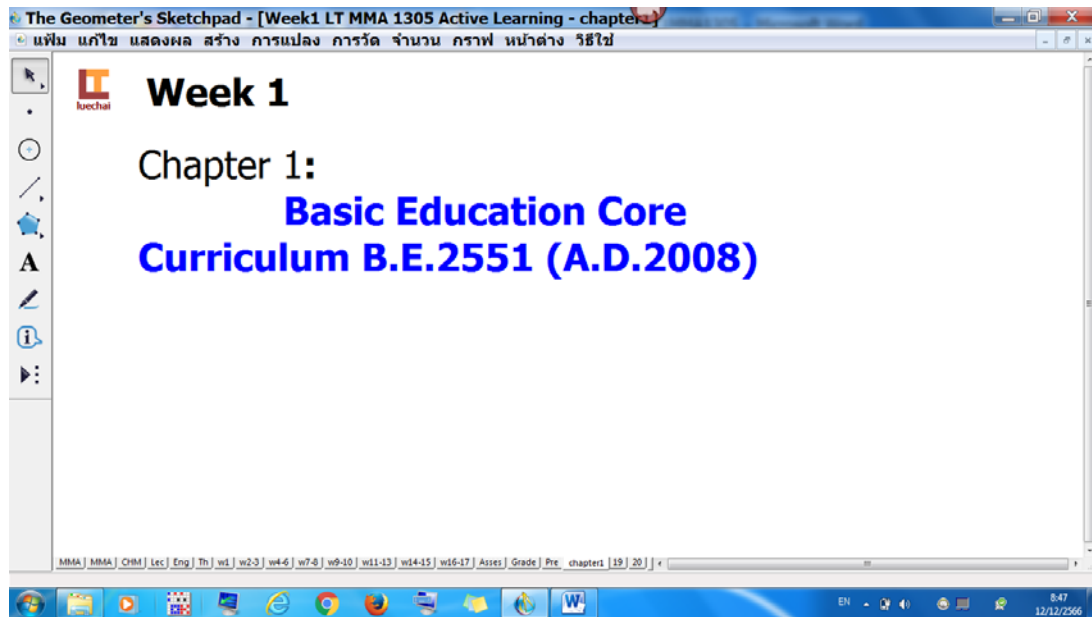 The Geometer's Sketchpad - [Week1 LT MMA 1305 Active Learning - chapter1]
แฟ้ม แก้ไข แสดงผล สร้าง การแปลง การวัด จำนวน กราฟ หน้าต่าง วิธีใช้
LT
luechai
Week 1
Chapter 1:
Basic Education Core
Curriculum B.E.2551 (A.D.2008)
A
MMA MMA CHM Lec Eng Th w1 w2-3 w4-6 w7-8 w9-10 w11-13 w14-15 w16-17 Asses Grade Pre chapter1 19 20
EN
8:47
12/12/2566